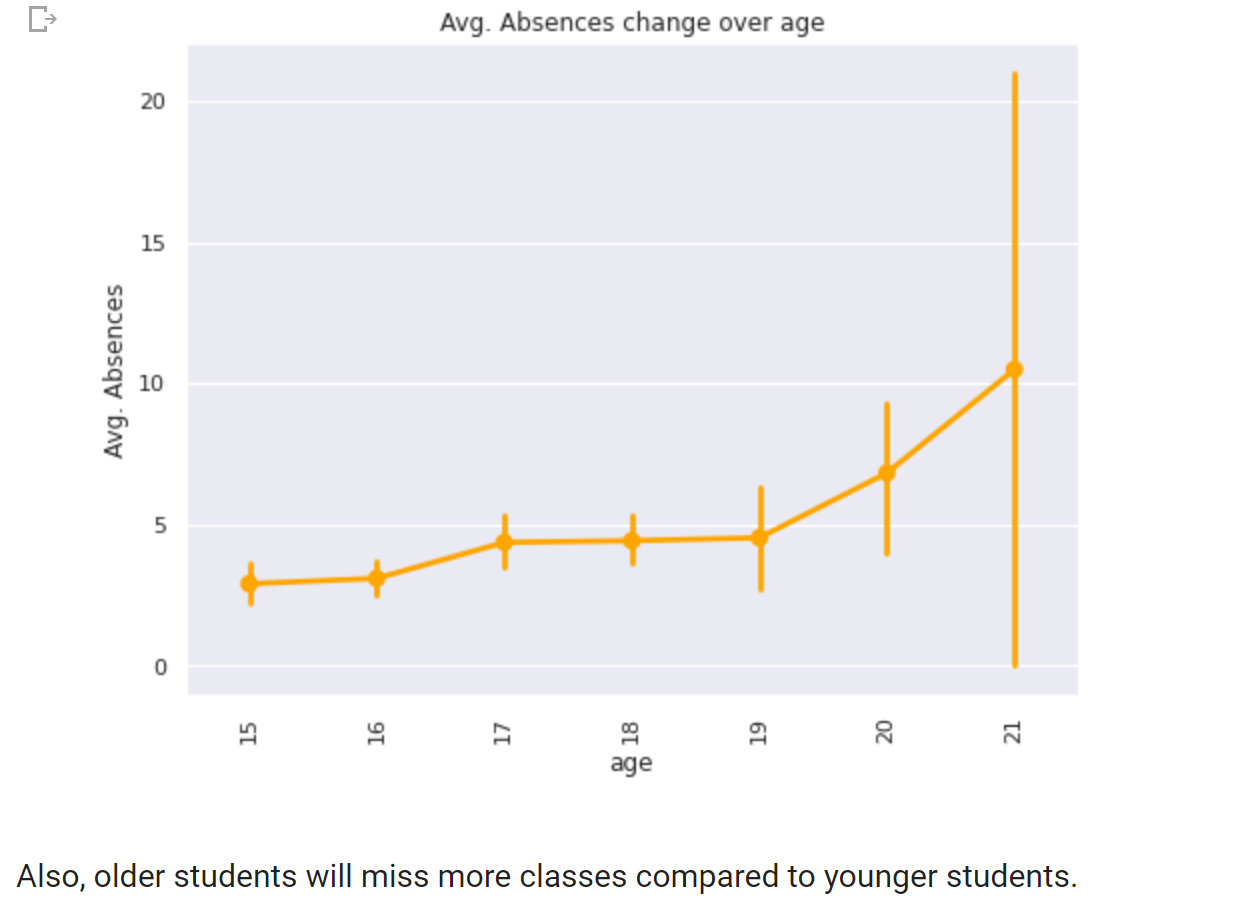 Avg. Absences change over age
20
15
10
5
0
Avg. Absences
15 16 17 18 19 20 21
age
Also, older students will miss more classes compared to younger students.